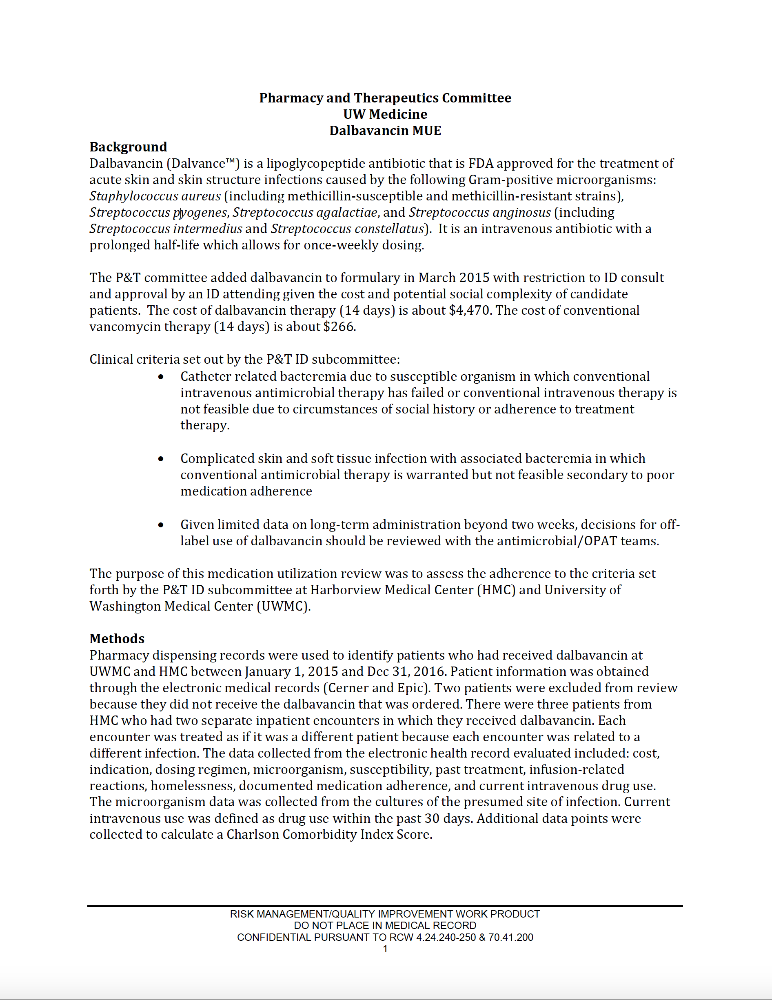 Pharmacy and Therapeutics Committee
UW Medicine
Dalbavancin MUE
Background
Dalbavancin (Dalvance™) is a lipoglycopeptide antibiotic that is FDA approved for the treatment of
acute skin and skin structure infections caused by the following Gram-positive microorganisms:
Staphylococcus aureus (including methicillin-susceptible and methicillin-resistant strains),
Streptococcus pyogenes, Streptococcus agalactiae, and Streptococcus anginosus (including
Streptococcus intermedius and Streptococcus constellatus).  It is an intravenous antibiotic with a
prolonged half-life which allows for once-weekly dosing.
The P&T committee added dalbavancin to formulary in March 2015 with restriction to ID consult
and approval by an ID attending given the cost and potential social complexity of candidate
patients.  The cost of dalbavancin therapy (14 days) is about $4,470. The cost of conventional
vancomycin therapy (14 days) is about $266.
Clinical criteria set out by the P&T ID subcommittee:
• Catheter related bacteremia due to susceptible organism in which conventional
intravenous antimicrobial therapy has failed or conventional intravenous therapy is
not feasible due to circumstances of social history or adherence to treatment
therapy.
• Complicated skin and soft tissue infection with associated bacteremia in which
conventional antimicrobial therapy is warranted but not feasible secondary to poor
medication adherence
• Given limited data on long-term administration beyond two weeks, decisions for off-
label use of dalbavancin should be reviewed with the antimicrobial/OPAT teams.
The purpose of this medication utilization review was to assess the adherence to the criteria set
forth by the P&T ID subcommittee at Harborview Medical Center (HMC) and University of
Washington Medical Center (UWMC).
Methods
Pharmacy dispensing records were used to identify patients who had received dalbavancin at
UWMC and HMC between January 1, 2015 and Dec 31, 2016. Patient information was obtained
through the electronic medical records (Cerner and Epic). Two patients were excluded from review
because they did not receive the dalbavancin that was ordered. There were three patients from
HMC who had two separate inpatient encounters in which they received dalbavancin. Each
encounter was treated as if it was a different patient because each encounter was related to a
different infection. The data collected from the electronic health record evaluated included: cost,
indication, dosing regimen, microorganism, susceptibility, past treatment, infusion-related
reactions, homelessness, documented medication adherence, and current intravenous drug use.
The microorganism data was collected from the cultures of the presumed site of infection. Current
intravenous use was defined as drug use within the past 30 days. Additional data points were
collected to calculate a Charlson Comorbidity Index Score.
RISK MANAGEMENT/QUALITY IMPROVEMENT WORK PRODUCT
DO NOT PLACE IN MEDICAL RECORD
CONFIDENTIAL PURSUANT TO RCW 4.24.240-250 & 70.41.200
1